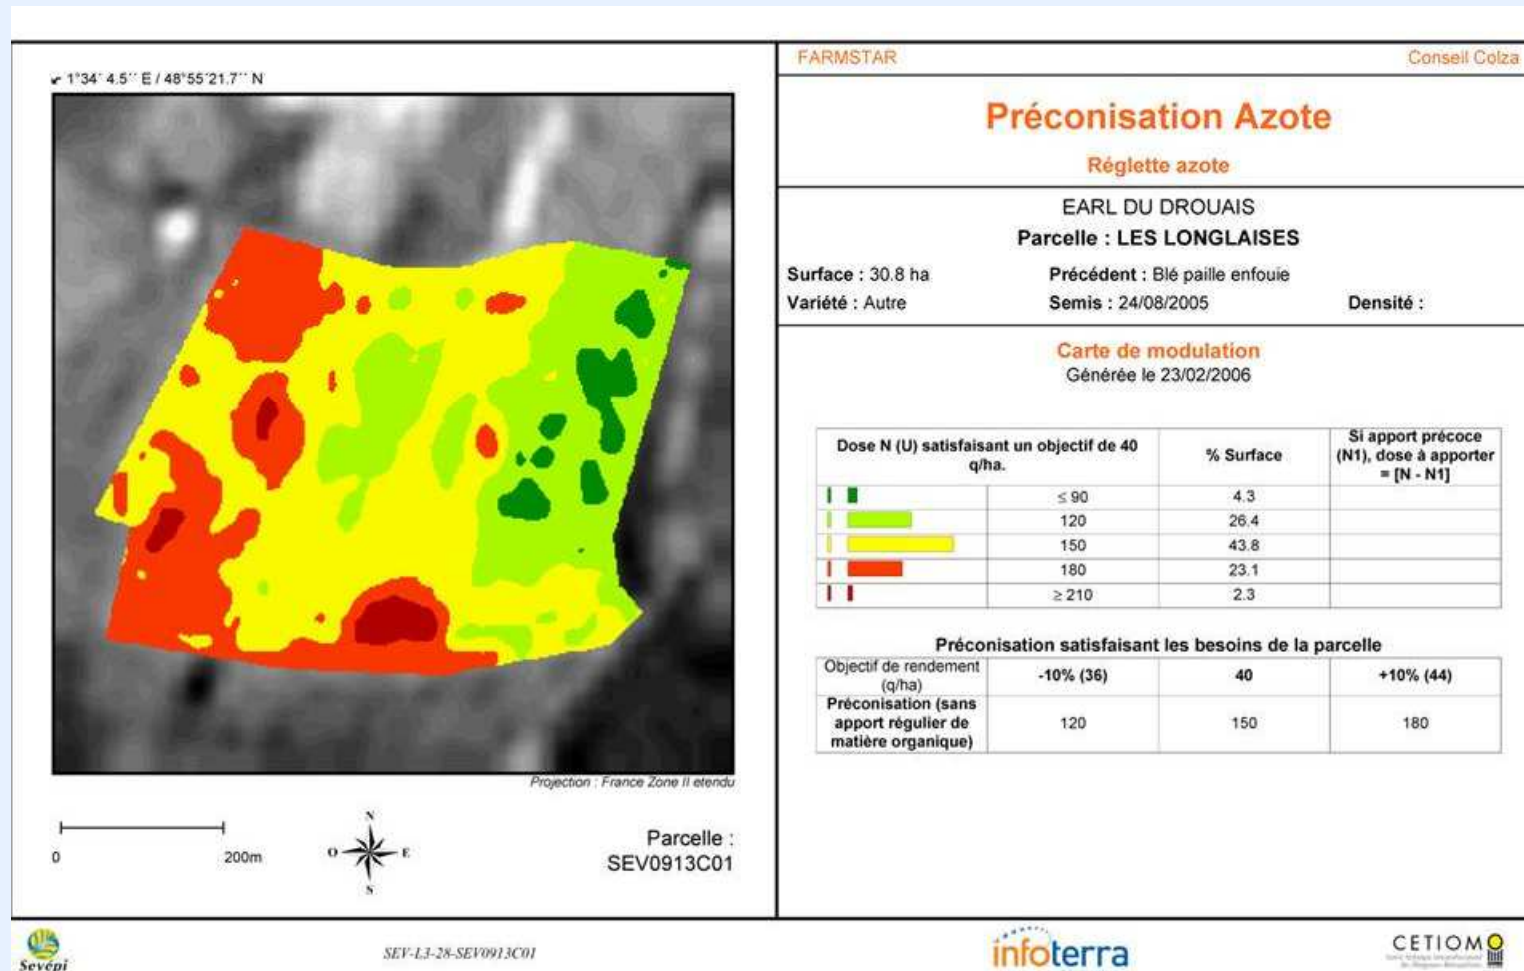 1°34' 4.5'' E / 48°55'21.7'' N
Projection : France Zone II etendu
0 200m
N
O E
S
Parcelle :
SEV0913C01
FARMSTAR Conseil Colza
Préconisation Azote
Réglette azote
EARL DU DROUAIS
Parcelle : LES LONGLAISES
Surface : 30.8 ha Précédent : Blé paille enfouie
Variété : Autre Semis : 24/08/2005 Densité :
Carte de modulation
Générée le 23/02/2006
Dose N (U) satisfaisant un objectif de 40
q/ha.
% Surface
Si apport précoce
(N1), dose à apporter
= [N - N1]
≤ 90 4.3
120 26.4
150 43.8
180 23.1
≥ 210 2.3
Préconisation satisfaisant les besoins de la parcelle
Objectif de rendement
(q/ha)
-10% (36) 40 +10% (44)
Préconisation (sans
apport régulier de
matière organique)
120 150 180
Sevépi
SEV-L3-28-SEV0913C01
infoterra
CETIOM